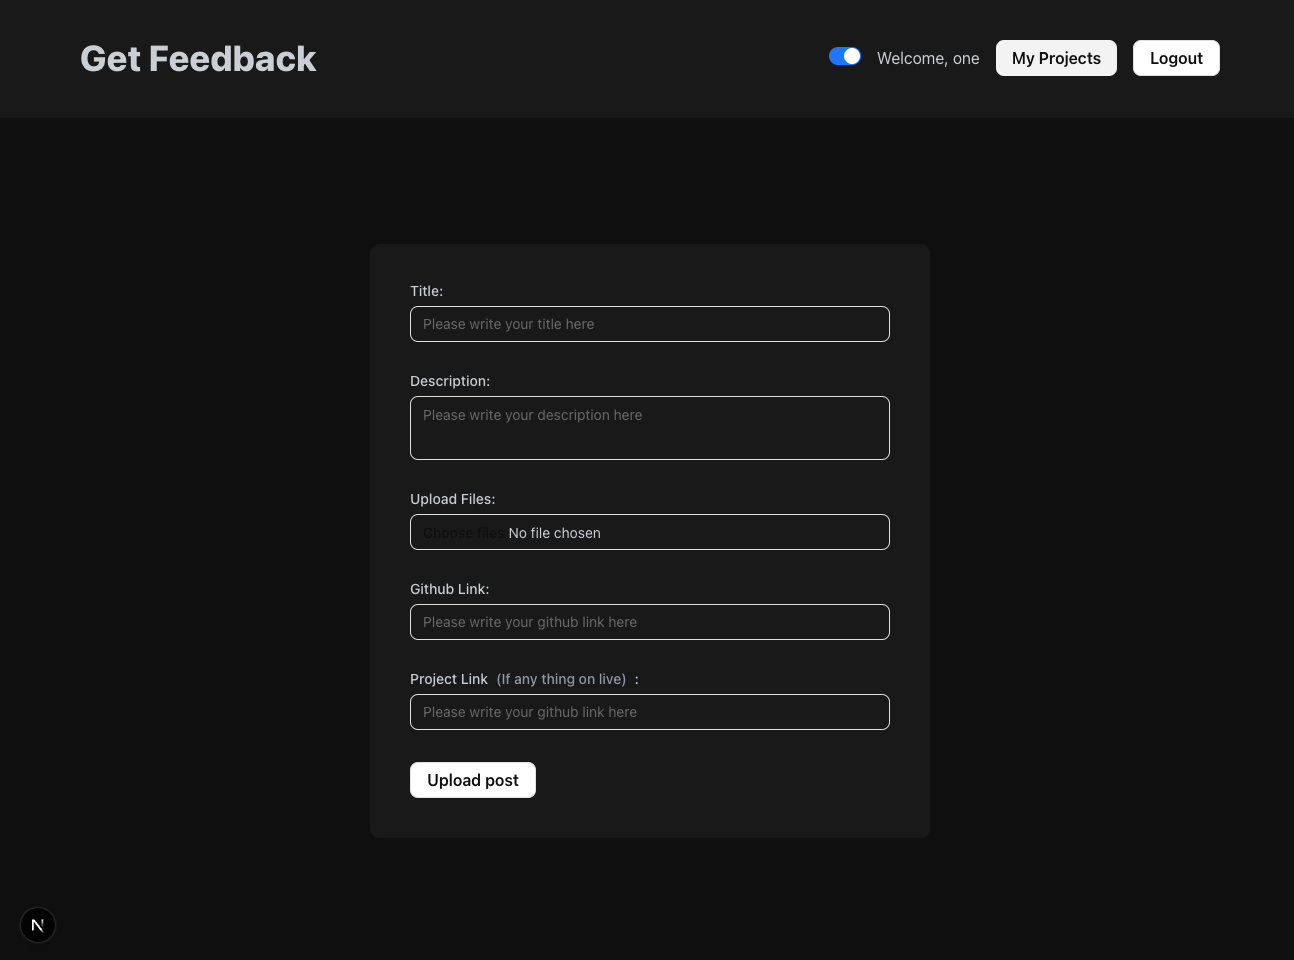 Get Feedback
Welcome, one
My Projects
Logout
Title:
Please write your title here
Description:
Please write your description here
Upload Files:
Choose files No file chosen
Github Link:
Please write your github link here
Project Link (If any thing on live) :
Please write your github link here
Upload post
N